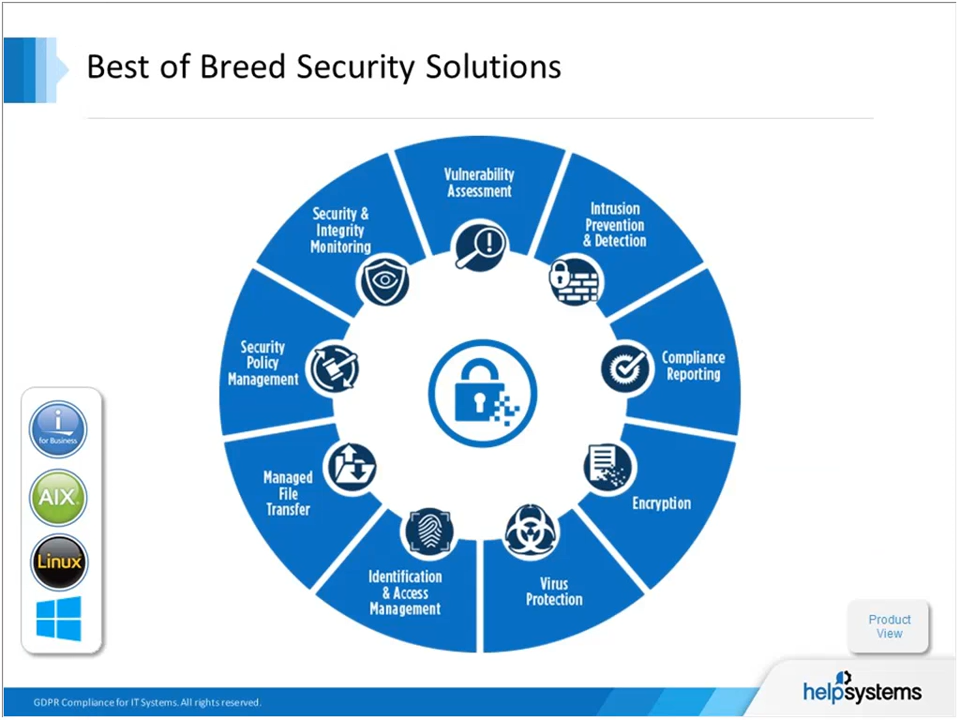 Best of Breed Security Solutions
Vulnerability
Assessment
Intrusion
Prevention
& Detection
Compliance
Reporting
Encryption
Virus
Protection
Identification
& Access
Management
Managed
File
Transfer
Security
Policy
Management
Security &
Integrity
Monitoring
i
for Business
AIX
Linux
Product
View
GDPR Compliance for IT Systems. All rights reserved.
helpsystems